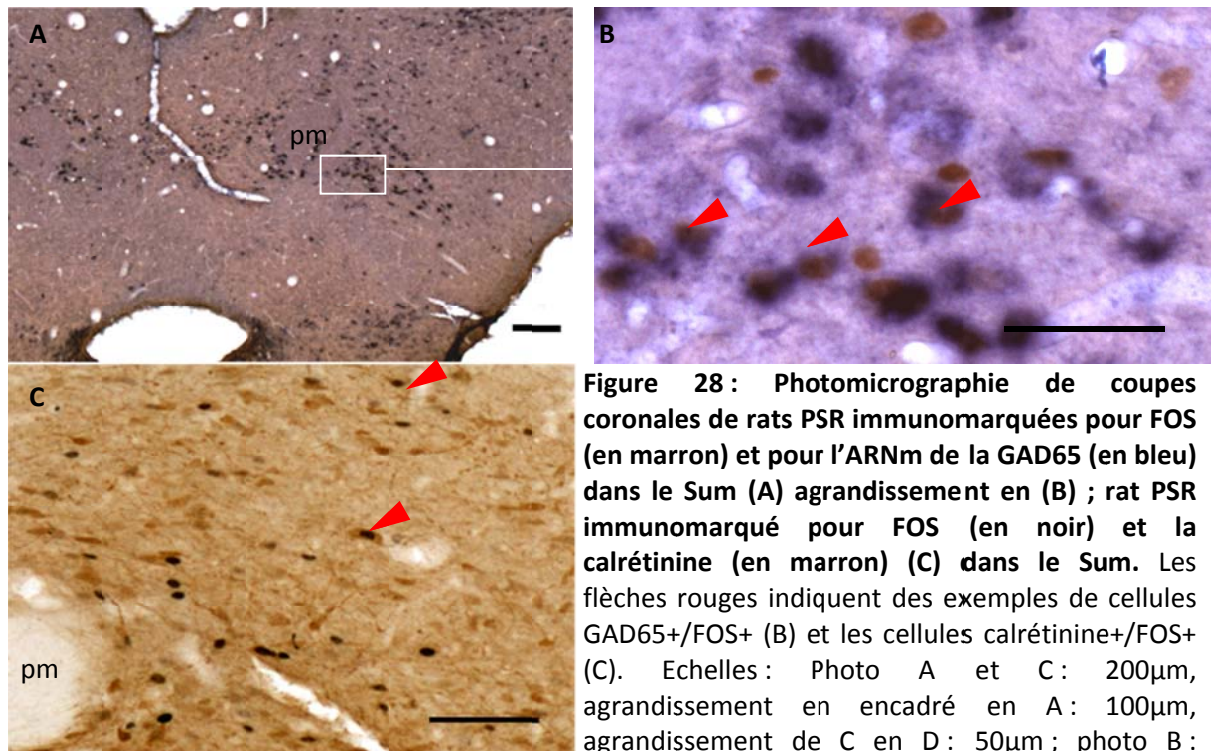 A
B
pm
C
pm
Figure 28 : Photomicrographie de coupes
coronales de rats PSR immunomarquées pour FOS
(en marron) et pour l’ARNm de la GAD65 (en bleu)
dans le Sum (A) agrandissement en (B) ; rat PSR
immunomarqué pour FOS (en noir) et la
calrétinine (en marron) (C) dans le Sum. Les
flèches rouges indiquent des exemples de cellules
GAD65+/FOS+ (B) et les cellules calrétinine+/FOS+
(C). Echelles : Photo A et C : 200µm,
agrandissement en encadré en A : 100µm,
agrandissement de C en D : 50µm ; photo B :